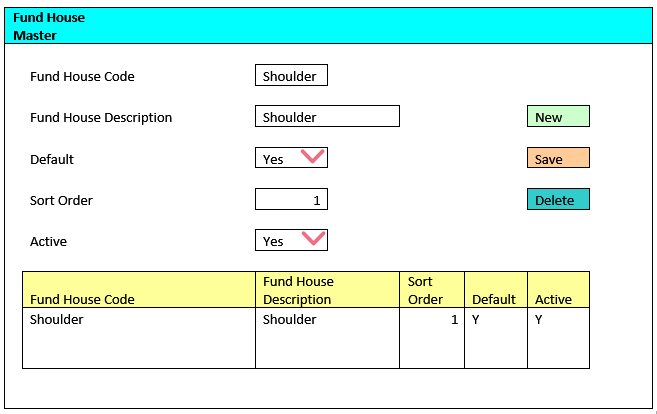 Fund House
Master
Fund House Code Shoulder
Fund House Description Shoulder New
Default Yes Save
Sort Order 1 Delete
Active Yes
Fund House Code Fund House Description Sort Order Default Active
Shoulder Shoulder 1 Y Y